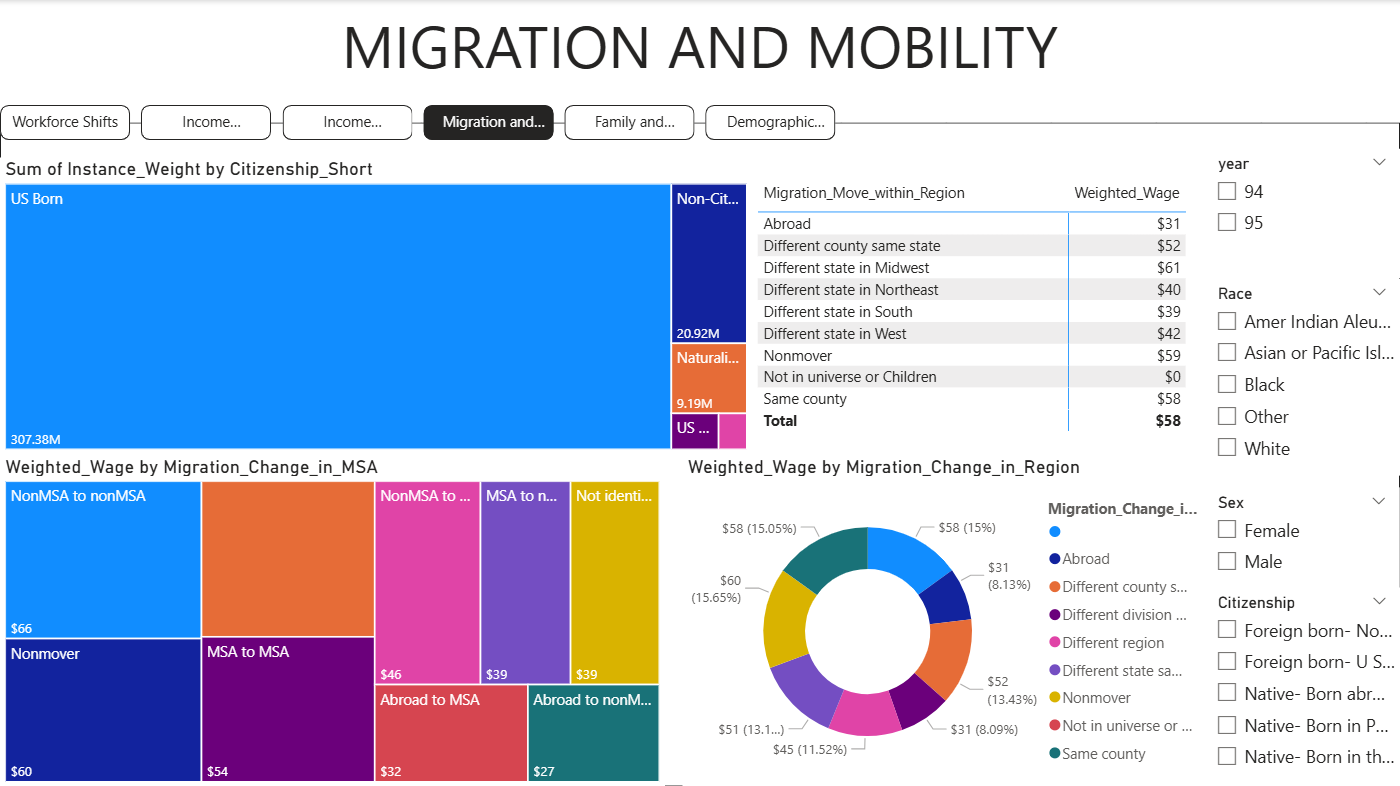 MIGRATION AND MOBILITY
Workforce Shifts
Income...
Income...
Migration and...
Family and...
Demographic...
Sum of Instance_Weight by Citizenship_Short
US Born
307.38M
Non-Cit...
20.92M
Naturali...
9.19M
US ...
Migration_Move_within_Region Weighted_Wage
Abroad $31
Different county same state $52
Different state in Midwest $61
Different state in Northeast $40
Different state in South $39
Different state in West $42
Nonmover $59
Not in universe or Children $0
Same county $58
Total $58
Weighted_Wage by Migration_Change_in_MSA
NonMSA to nonMSA
$66
Nonmover
$60
MSA to MSA
$54
NonMSA to ...
$46
MSA to n...
$39
Not identi...
$39
Abroad to MSA
$32
Abroad to nonM...
$27
Weighted_Wage by Migration_Change_in_Region
$58 (15%)
$31
(8.13%)
$52
(13.43%)
$31 (8.09%)
$45 (11.52%)
$51 (13.1...)
$60
(15.65%)
$58 (15.05%)
Migration_Change_i...
Abroad
Different county s...
Different division ...
Different region
Different state sa...
Nonmover
Not in universe or ...
Same county
year
94
95
Race
Amer Indian Aleu...
Asian or Pacific Isl...
Black
Other
White
Sex
Female
Male
Citizenship
Foreign born- No...
Foreign born- U S...
Native- Born abr...
Native- Born in P...
Native- Born in th...